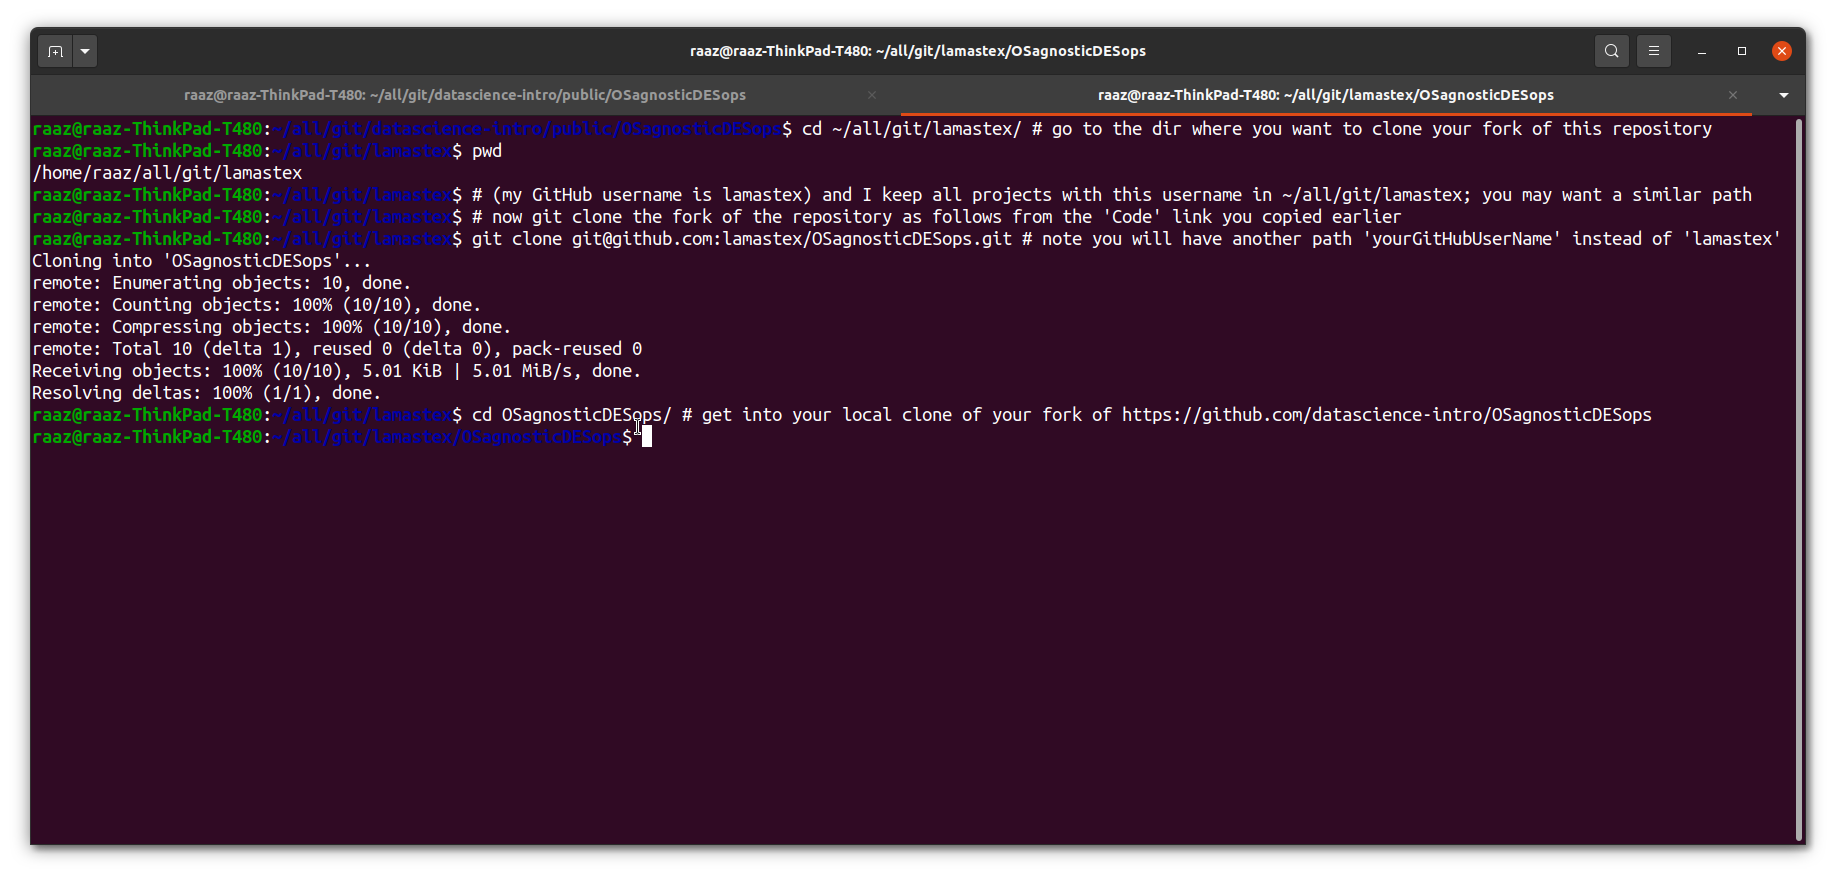 raaz@raaz-ThinkPad-T480: ~/all/git/lamastex/OSagnosticDESops
raaz@raaz-ThinkPad-T480: ~/all/git/datascience-intro/public/OSagnosticDESops
raaz@raaz-ThinkPad-T480: ~/all/git/lamastex/OSagnosticDESops
raaz@raaz-ThinkPad-T480:~/all/git/datascience-intro/public/OSagnosticDESops$ cd ~/all/git/lamastex/ # go to the dir where you want to clone your fork of this repository
raaz@raaz-ThinkPad-T480:~/all/git/lamastex$ pwd
/home/raaz/all/git/lamastex
raaz@raaz-ThinkPad-T480:~/all/git/lamastex$ # (my GitHub username is lamastex) and I keep all projects with this username in ~/all/git/lamastex; you may want a similar path
raaz@raaz-ThinkPad-T480:~/all/git/lamastex$ # now git clone the fork of the repository as follows from the 'Code' link you copied earlier
raaz@raaz-ThinkPad-T480:~/all/git/lamastex$ git clone git@github.com:lamastex/OSagnosticDESops.git # note you will have another path 'yourGitHubUserName' instead of 'lamastex'
Cloning into 'OSagnosticDESops'...
remote: Enumerating objects: 10, done.
remote: Counting objects: 100% (10/10), done.
remote: Compressing objects: 100% (10/10), done.
remote: Total 10 (delta 1), reused 0 (delta 0), pack-reused 0
Receiving objects: 100% (10/10), 5.01 KiB | 5.01 MiB/s, done.
Resolving deltas: 100% (1/1), done.
raaz@raaz-ThinkPad-T480:~/all/git/lamastex$ cd OSagnosticDESops/ # get into your local clone of your fork of https://github.com/datascience-intro/OSagnosticDESops
raaz@raaz-ThinkPad-T480:~/all/git/lamastex/OSagnosticDESops$